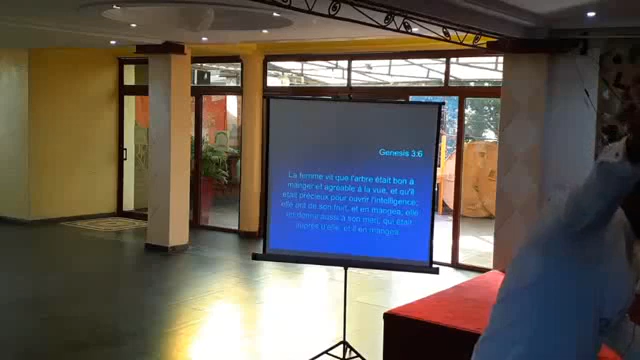 Genesis 3:6
La femme vit que l'arbre était bon à
manger et agréable à la vue, et qu'il
était précieux pour ouvrir l'intelligence;
elle prit de son fruit, et en mangea; elle
en donna aussi à son mari, qui était
auprès d'elle, et il en mangea.